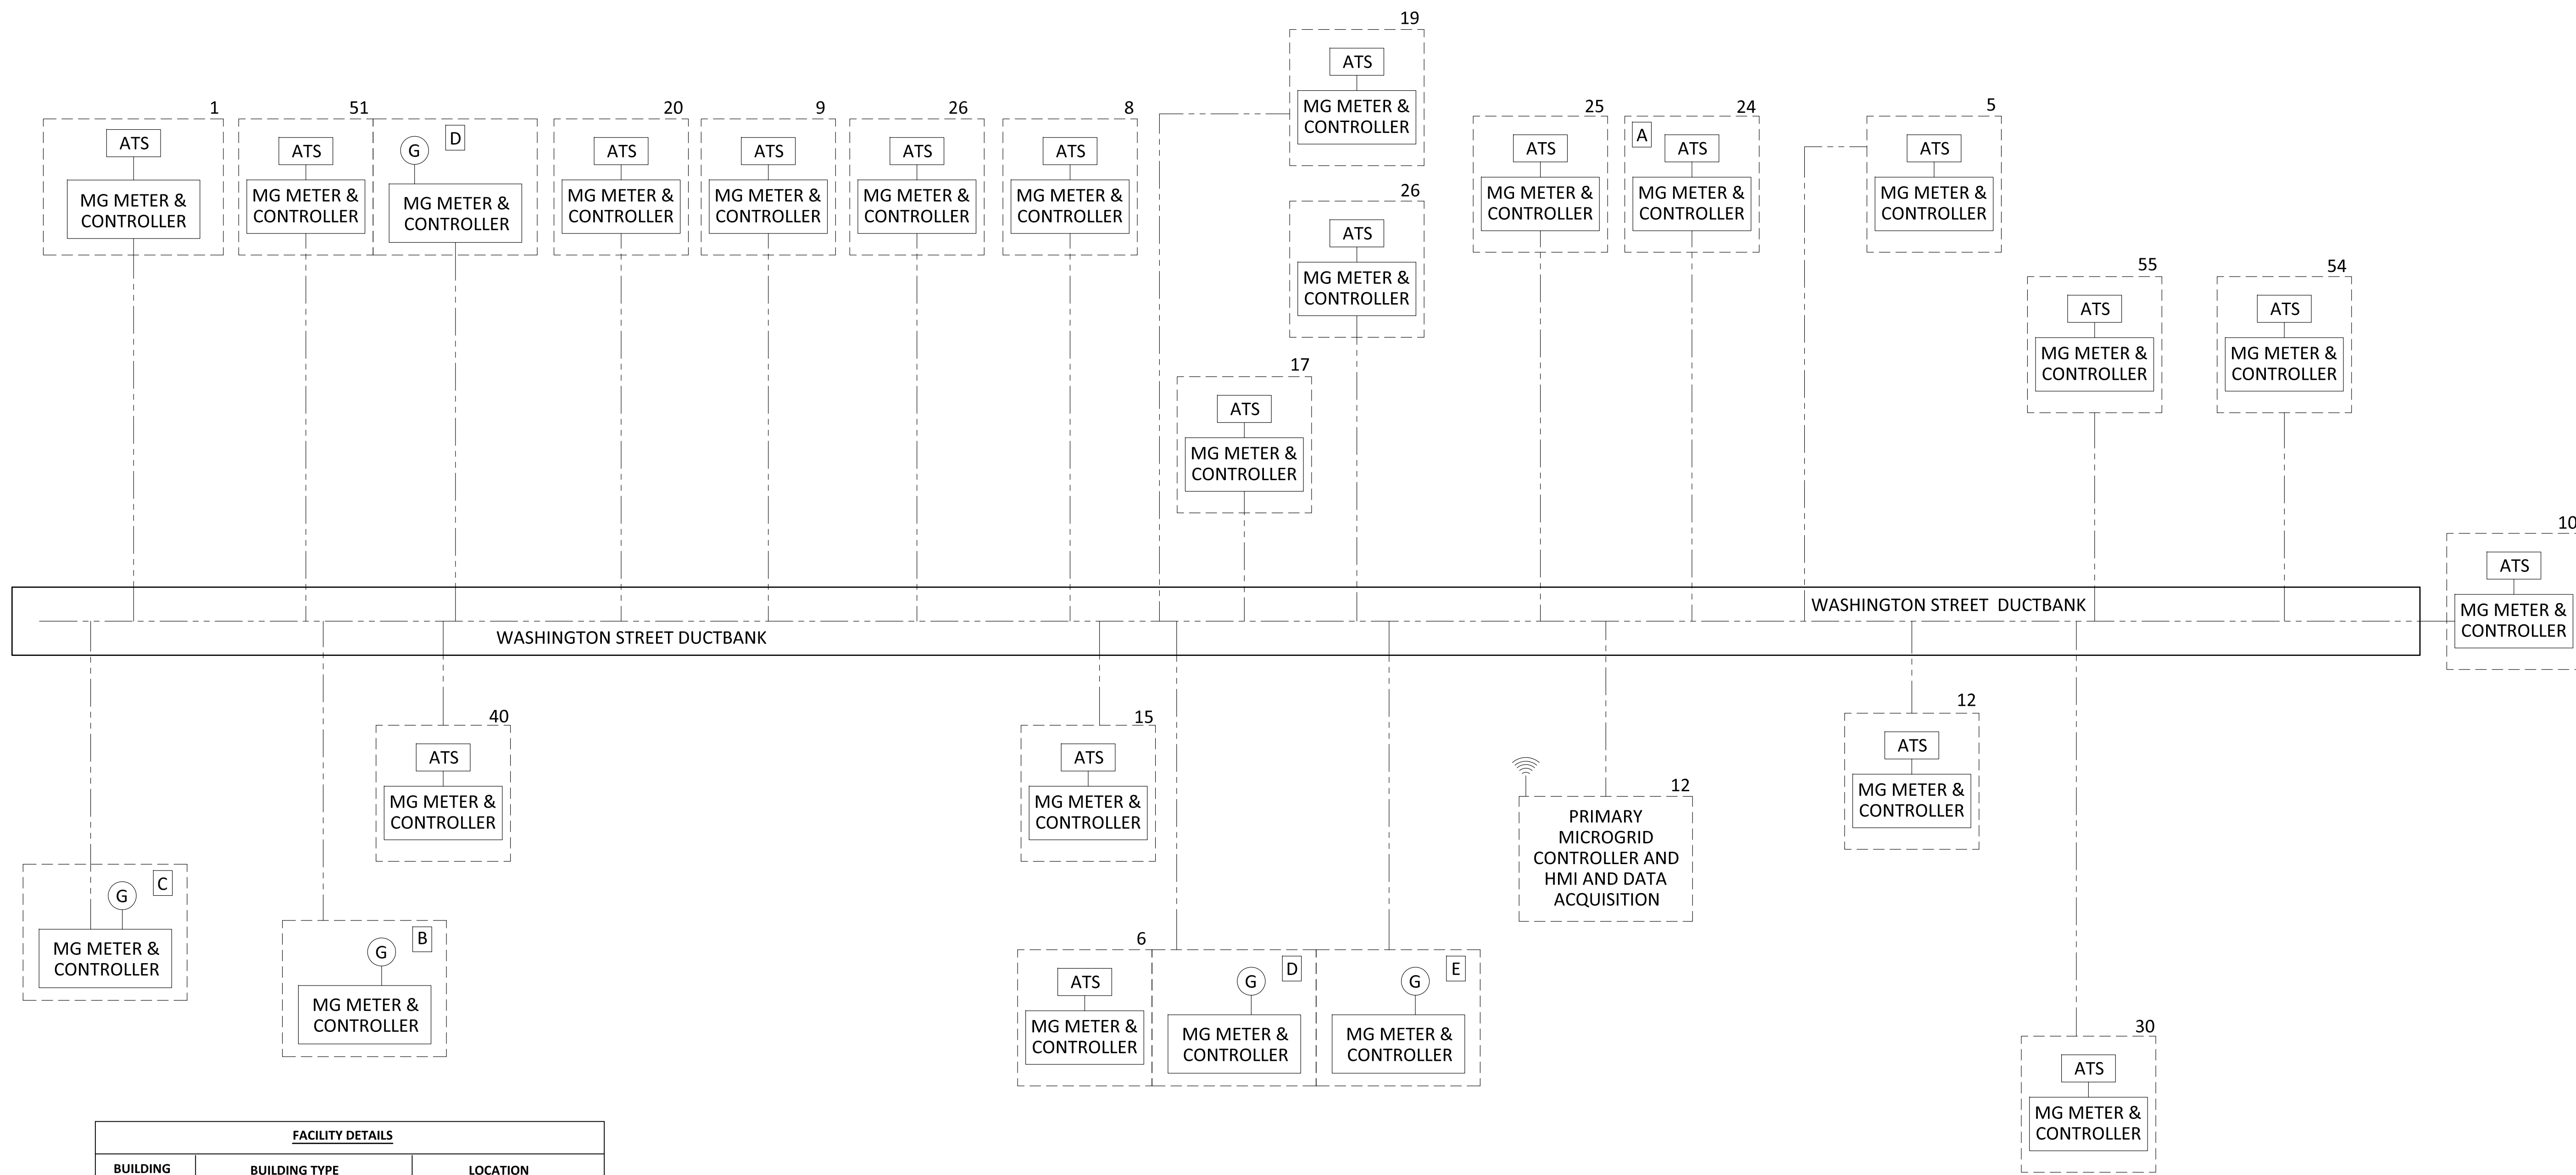 19
ATS
MG METER &
CONTROLLER
1
ATS
MG METER &
CONTROLLER
51
ATS
MG METER &
CONTROLLER
G
D
MG METER &
CONTROLLER
20
ATS
MG METER &
CONTROLLER
9
ATS
MG METER &
CONTROLLER
26
ATS
MG METER &
CONTROLLER
8
ATS
MG METER &
CONTROLLER
25
ATS
MG METER &
CONTROLLER
24
A
ATS
MG METER &
CONTROLLER
5
ATS
MG METER &
CONTROLLER
26
ATS
MG METER &
CONTROLLER
55
ATS
MG METER &
CONTROLLER
54
ATS
MG METER &
CONTROLLER
17
ATS
MG METER &
CONTROLLER
10
ATS
MG METER &
CONTROLLER
WASHINGTON STREET DUCTBANK
WASHINGTON STREET DUCTBANK
40
ATS
MG METER &
CONTROLLER
15
ATS
MG METER &
CONTROLLER
12
ATS
MG METER &
CONTROLLER
12
PRIMARY
MICROGRID
CONTROLLER AND
HMI AND DATA
ACQUISITION
G
C
MG METER &
CONTROLLER
G
B
MG METER &
CONTROLLER
6
ATS
MG METER &
CONTROLLER
G
D
MG METER &
CONTROLLER
G
E
MG METER &
CONTROLLER
30
ATS
MG METER &
CONTROLLER
FACILITY DETAILS
BUILDING
BUILDING TYPE
LOCATION